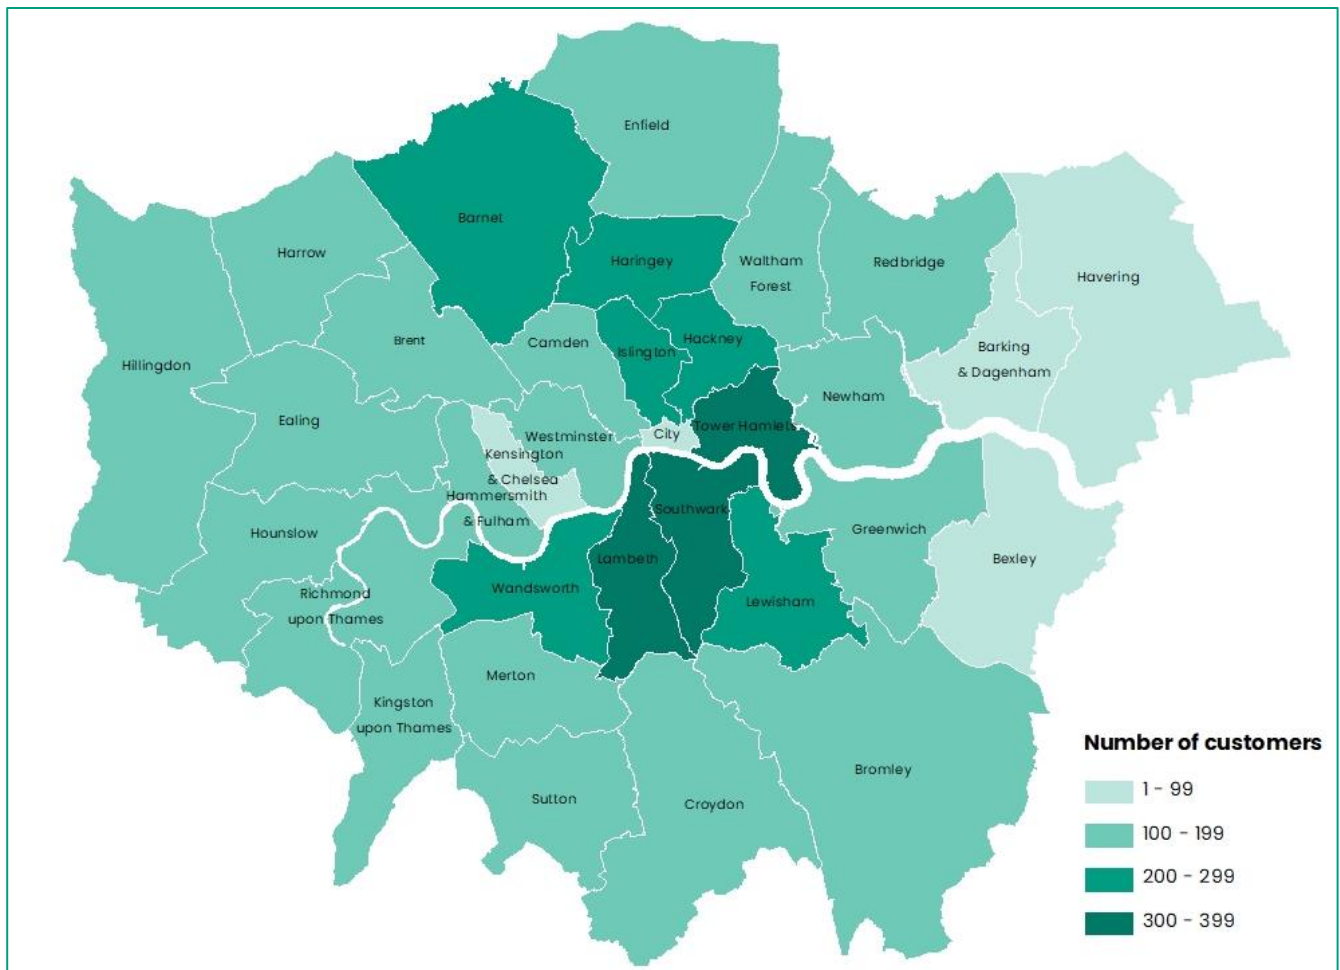 Enfield
Barnet
Harrow
Haringey
Waltham
Forest
Redbridge
Havering
Hillingdon
Brent
Camden
Islington
Hackney
Barking
& Dagenham
Ealing
Newham
Westminster
City
Tower Hamlets
Kensington
& Chelsea
Hammersmith
& Fulham
Hounslow
Southwark
Greenwich
Lambeth
Bexley
Richmond
upon Thames
Wandsworth
Lewisham
Merton
Kingston
upon Thames
Sutton
Croydon
Bromley
Number of customers
1 - 99
100 - 199
200 - 299
300 - 399